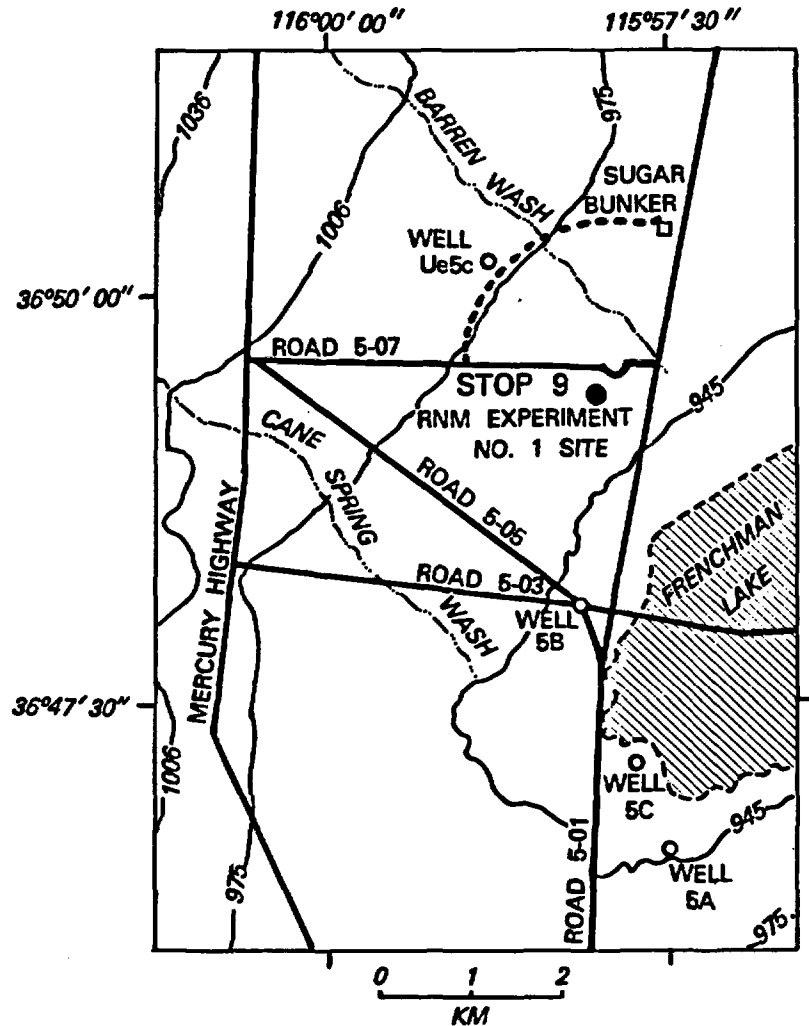 116°00'00"
115°57'30"
1036
975
BARREN WASH
SUGAR
BUNKER
1006
WELL
Ue5c
36°50'00"
ROAD 5-07
STOP 9
945
RNM EXPERIMENT
NO. 1 SITE
CANE SPRING WASH
ROAD 5-05
MERCURY HIGHWAY
FRENCHMAN
LAKE
ROAD 5-03
WELL
5B
36°47'30"
1006
WELL
5C
945
ROAD 5-01
WELL
5A
975
975
0 1 2
KM